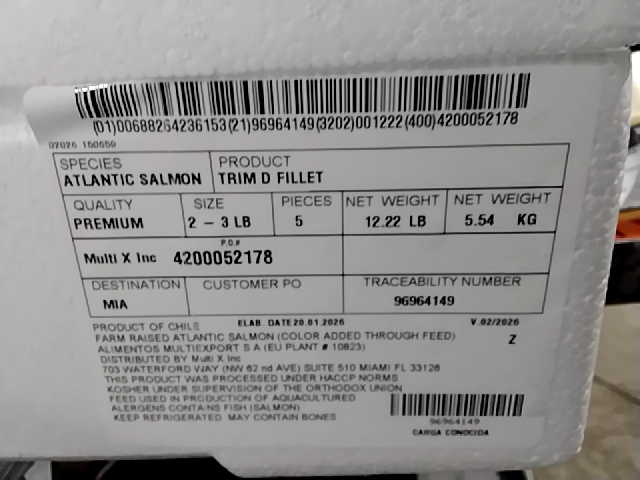 (01)00688264236153(21)96964149(3202)001222(400)4200052178
02026 150659
SPECIES PRODUCT
ATLANTIC SALMON TRIM D FILLET
QUALITY SIZE PIECES NET WEIGHT NET WEIGHT
PREMIUM 2 - 3 LB 5 12.22 LB 5.54 KG
P.O.#
Multi X Inc 4200052178
DESTINATION CUSTOMER PO TRACEABILITY NUMBER
MIA 96964149
PRODUCT OF CHILE ELAB. DATE 20.01.2026 V.02/2026
FARM RAISED ATLANTIC SALMON (COLOR ADDED THROUGH FEED) Z
ALIMENTOS MULTIEXPORT S A (EU PLANT # 10823)
DISTRIBUTED BY Multi X Inc
703 WATERFORD WAY (NW 62 nd AVE) SUITE 510 MIAMI FL 33126
THIS PRODUCT WAS PROCESSED UNDER HACCP NORMS
KOSHER UNDER SUPERVISION OF THE ORTHODOX UNION
FEED USED IN PRODUCTION OF AQUACULTURED
ALERGENS CONTAINS FISH (SALMON)
KEEP REFRIGERATED MAY CONTAIN BONES
96964149
CARGA CONOCIDA